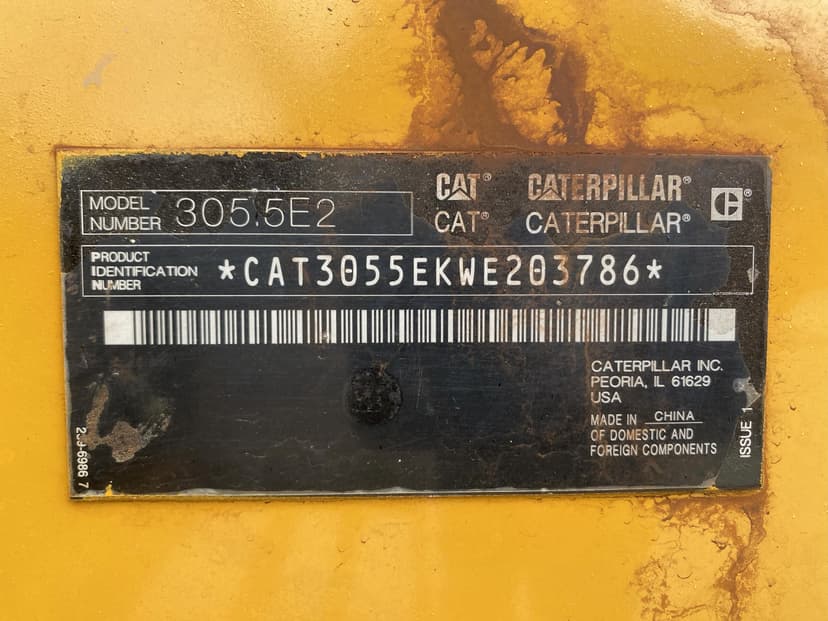 MODEL NUMBER 305.5E2
CAT® CATERPILLAR®
CAT® CATERPILLAR®
PRODUCT IDENTIFICATION NUMBER *CAT3055EKWE203786*
CATERPILLAR INC.
PEORIA, IL 61629
USA
MADE IN CHINA
OF DOMESTIC AND
FOREIGN COMPONENTS
ISSUE 1